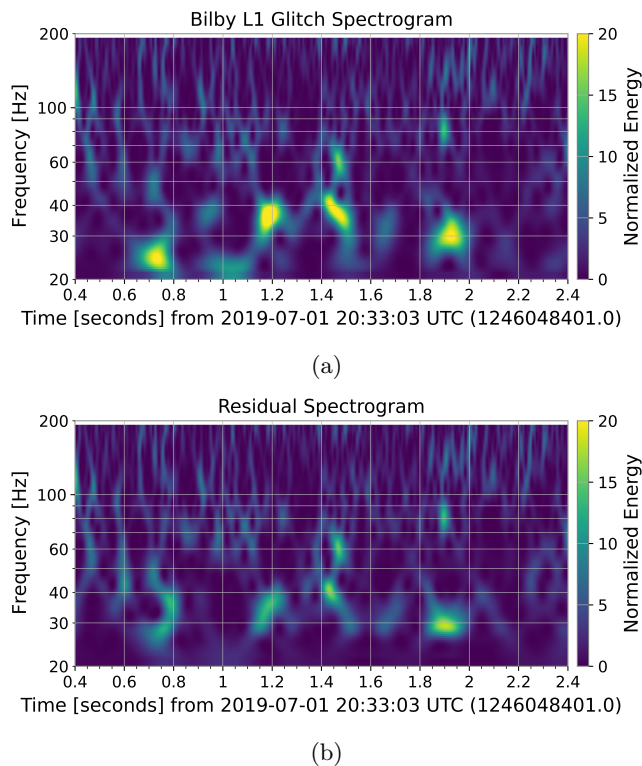 Bilby L1 Glitch Spectrogram
200
100
60
40
30
20
Frequency [Hz]
0.4 0.6 0.8 1 1.2 1.4 1.6 1.8 2 2.2 2.4
Time [seconds] from 2019-07-01 20:33:03 UTC (1246048401.0)
20
15
10
5
0
Normalized Energy
(a)
Residual Spectrogram
200
100
60
40
30
20
Frequency [Hz]
0.4 0.6 0.8 1 1.2 1.4 1.6 1.8 2 2.2 2.4
Time [seconds] from 2019-07-01 20:33:03 UTC (1246048401.0)
20
15
10
5
0
Normalized Energy
(b)